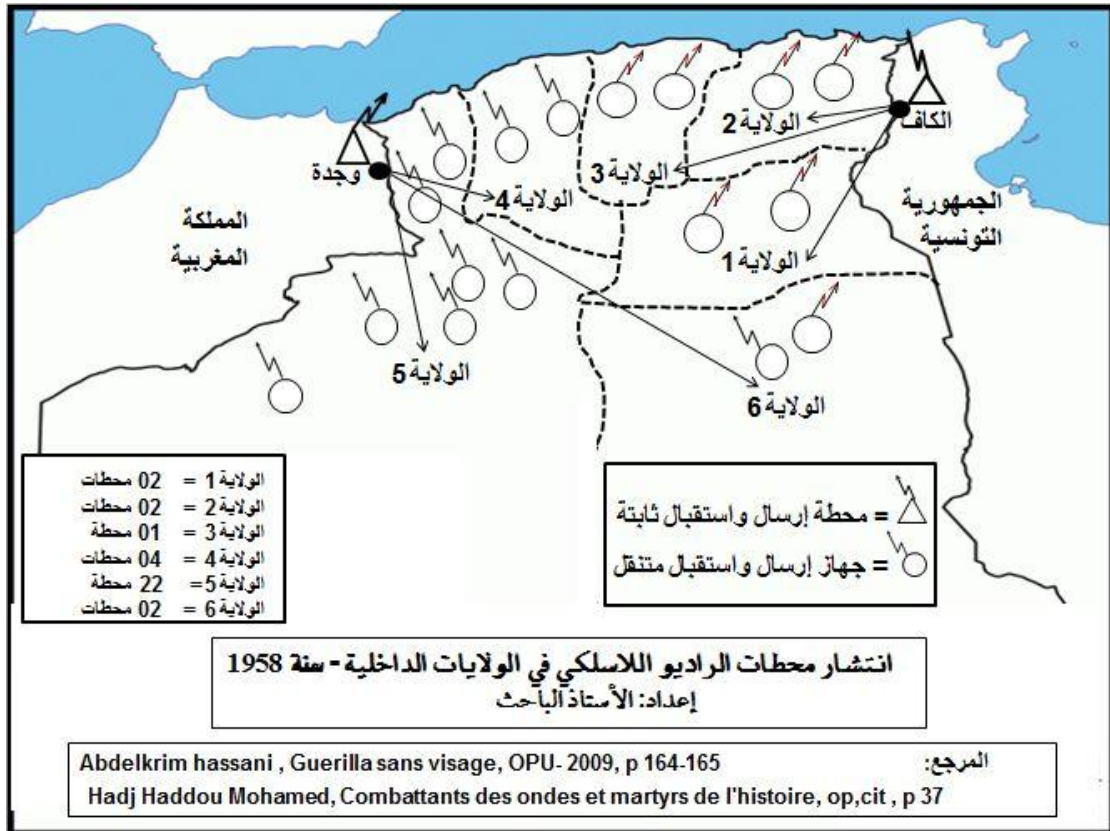 الكاف
الولاية 2
الولاية 3
وجدة
الولاية 4
الجمهورية
التونسية
المملكة
المغربية
الولاية 1
الولاية 5
الولاية 6
الولاية 1 = 02 محطات
الولاية 2 = 02 محطات
الولاية 3 = 01 محطة
الولاية 4 = 04 محطات
الولاية 5 = 22 محطة
الولاية 6 = 02 محطات
= محطة إرسال واستقبال ثابتة
= جهاز إرسال واستقبال متنقل
انتشار محطات الراديو اللاسلكي في الولايات الداخلية - سنة 1958
إعداد: الأستاذ الباحث
المرجع:
Abdelkrim hassani , Guerilla sans visage, OPU- 2009, p 164-165
Hadj Haddou Mohamed, Combattants des ondes et martyrs de l'histoire, op,cit , p 37